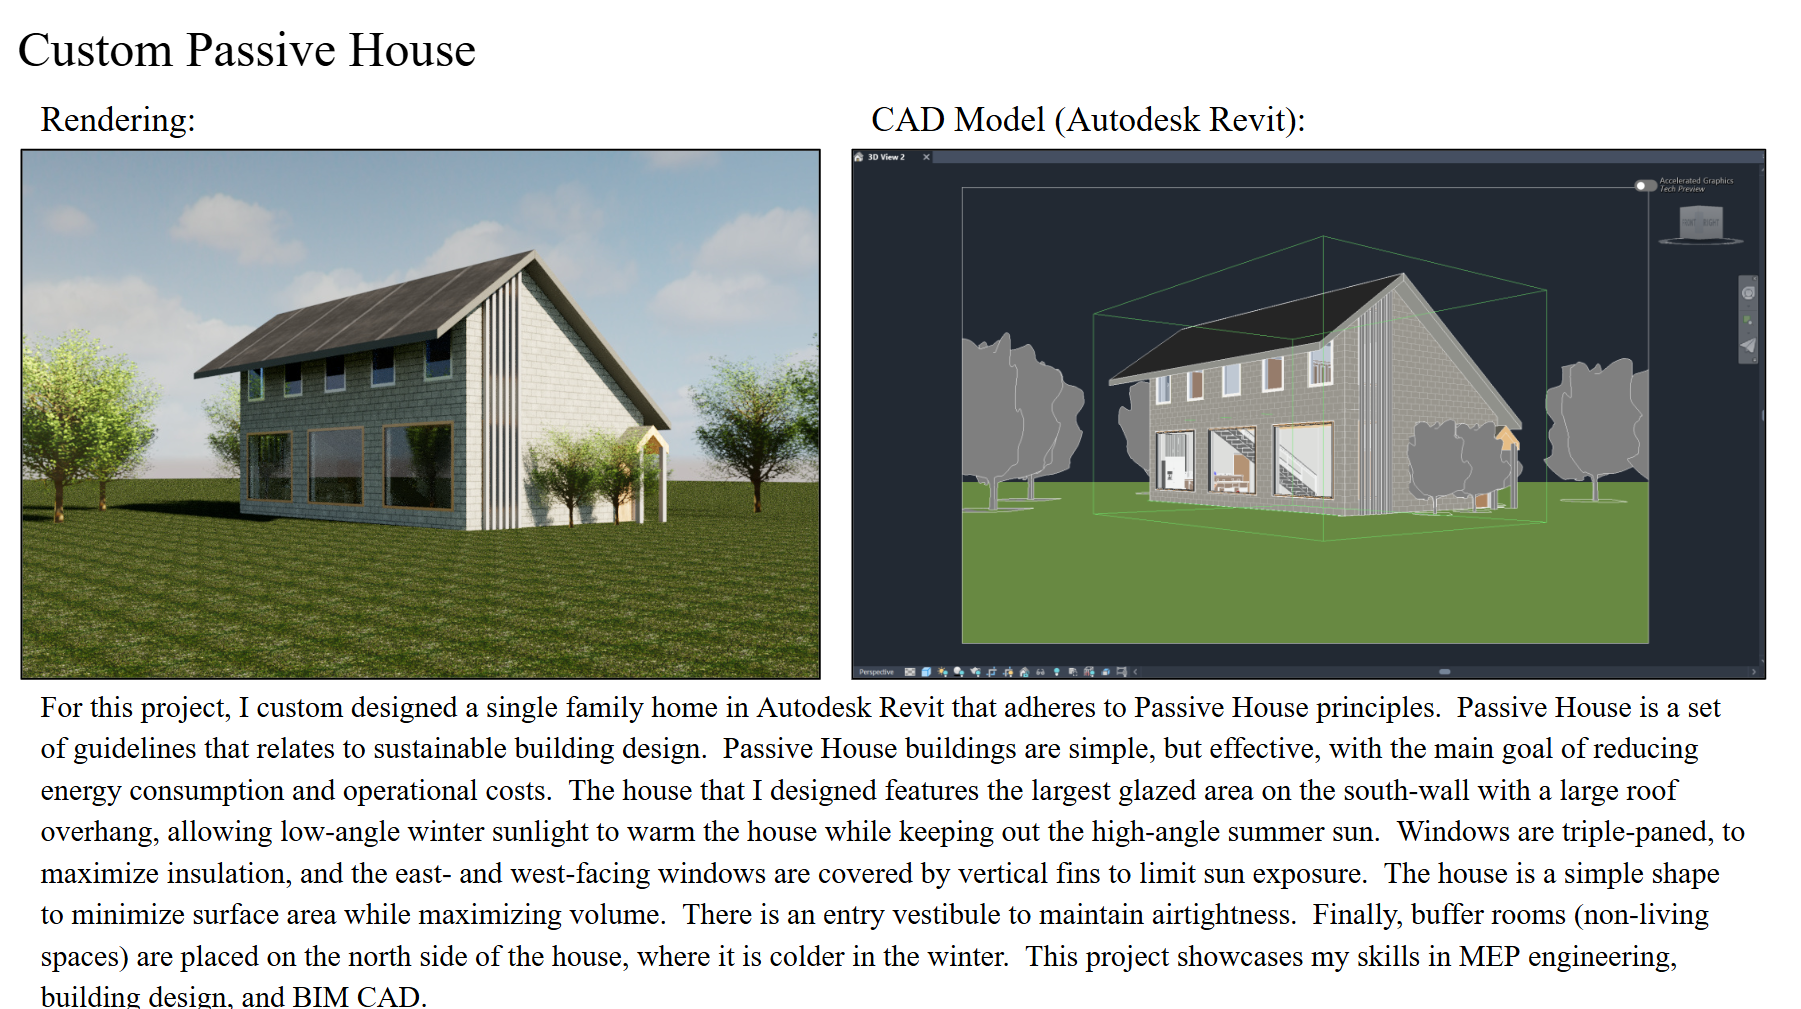 Custom Passive House
Rendering:
CAD Model (Autodesk Revit):
3D View 2
Accelerated Graphics
Tech Preview
Perspective
For this project, I custom designed a single family home in Autodesk Revit that adheres to Passive House principles.  Passive House is a set
of guidelines that relates to sustainable building design.  Passive House buildings are simple, but effective, with the main goal of reducing
energy consumption and operational costs.  The house that I designed features the largest glazed area on the south-wall with a large roof
overhang, allowing low-angle winter sunlight to warm the house while keeping out the high-angle summer sun.  Windows are triple-paned, to
maximize insulation, and the east- and west-facing windows are covered by vertical fins to limit sun exposure.  The house is a simple shape
to minimize surface area while maximizing volume.  There is an entry vestibule to maintain airtightness.  Finally, buffer rooms (non-living
spaces) are placed on the north side of the house, where it is colder in the winter.  This project showcases my skills in MEP engineering,
building design, and BIM CAD.